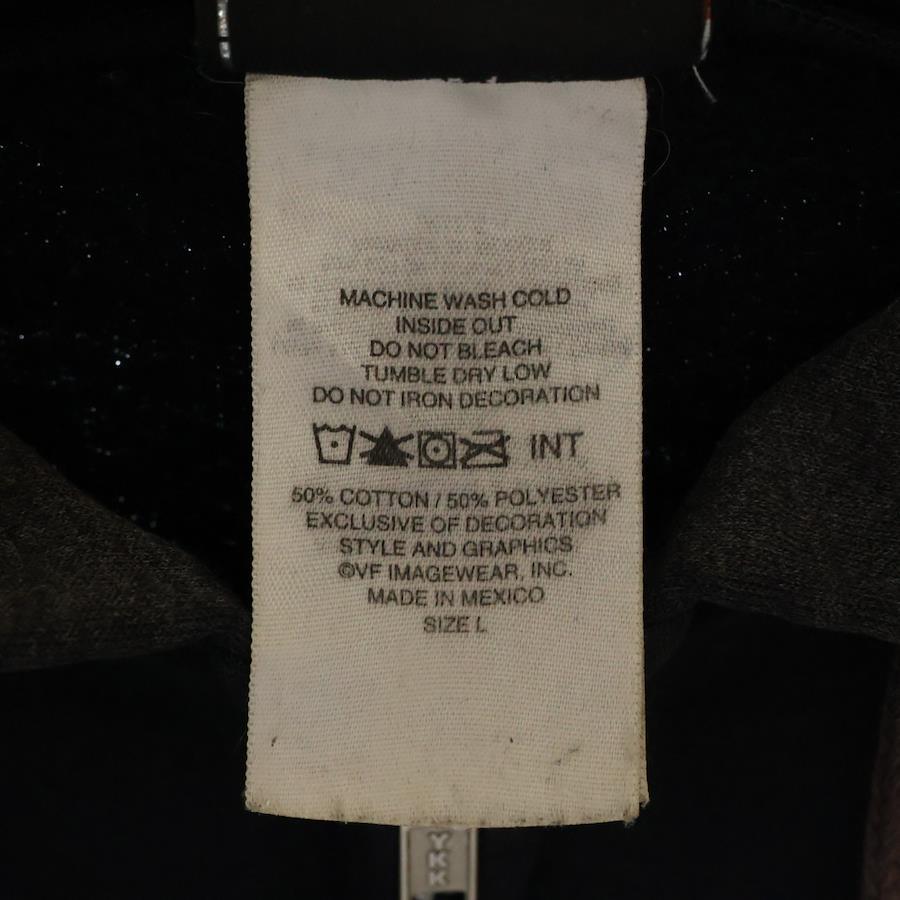 MACHINE WASH COLD
INSIDE OUT
DO NOT BLEACH
TUMBLE DRY LOW
DO NOT IRON DECORATION
INT
50% COTTON / 50% POLYESTER
EXCLUSIVE OF DECORATION
STYLE AND GRAPHICS
©VF IMAGEWEAR, INC.
MADE IN MEXICO
SIZE L
YKK